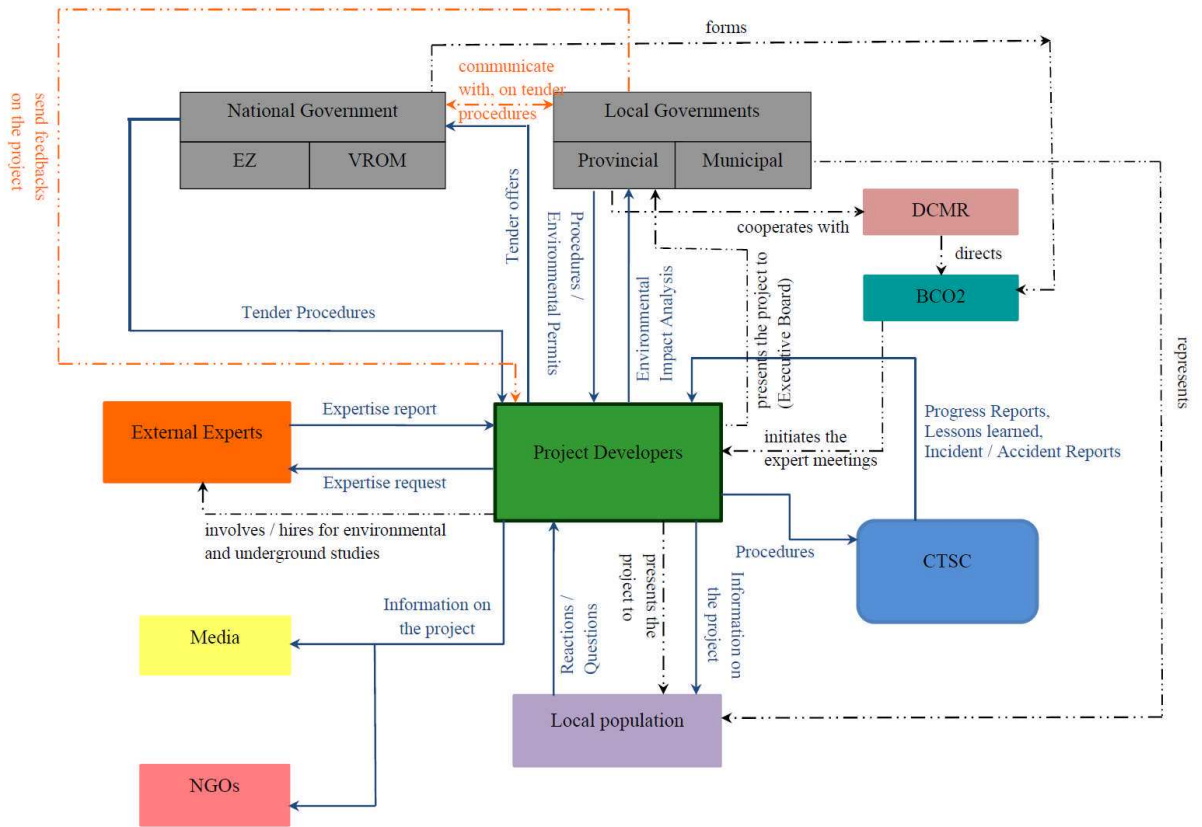 forms
communicate
with, on tender
procedures
send feedbacks
on the project
National Government
EZ
VROM
Local Governments
Provincial
Municipal
DCMR
cooperates with
directs
BCO2
Tender offers
Procedures /
Environmental Permits
Environmental
Impact Analysis
presents the project to
(Executive Board)
represents
Tender Procedures
External Experts
Expertise report
Expertise request
Project Developers
initiates the
expert meetings
Progress Reports,
Lessons learned,
Incident / Accident Reports
involves / hires for environmental
and underground studies
Procedures
CTSC
Information on
the project
Media
Reactions /
Questions
presents the
project to
Information on
the project
Local population
NGOs